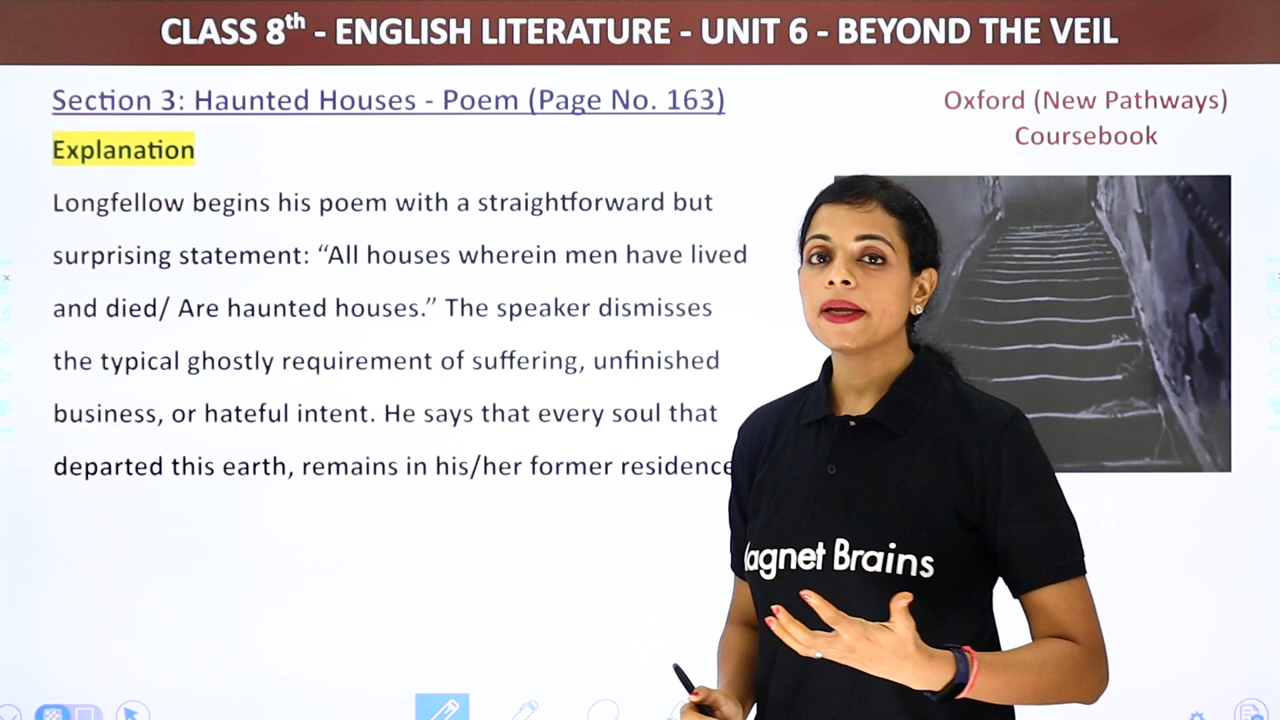 CLASS 8th - ENGLISH LITERATURE - UNIT 6 - BEYOND THE VEIL
Section 3: Haunted Houses - Poem (Page No. 163)
Oxford (New Pathways)
Coursebook
Explanation
Longfellow begins his poem with a straightforward but
surprising statement: “All houses wherein men have lived
and died/ Are haunted houses.” The speaker dismisses
the typical ghostly requirement of suffering, unfinished
business, or hateful intent. He says that every soul that
departed this earth, remains in his/her former residence
agnet Brains